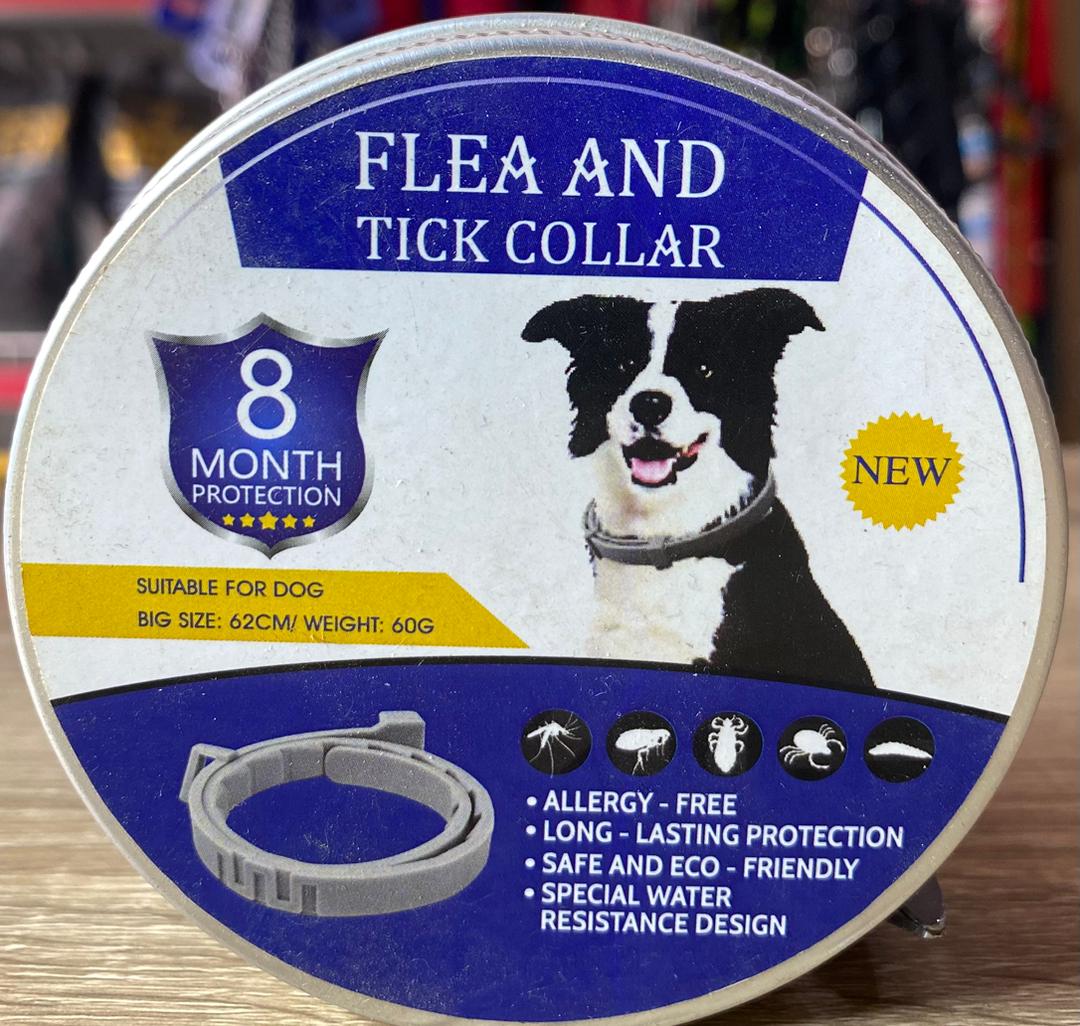 FLEA AND
TICK COLLAR
8
MONTH
PROTECTION
NEW
SUITABLE FOR DOG
BIG SIZE: 62CM/ WEIGHT: 60G
• ALLERGY - FREE
• LONG - LASTING PROTECTION
• SAFE AND ECO - FRIENDLY
• SPECIAL WATER
RESISTANCE DESIGN